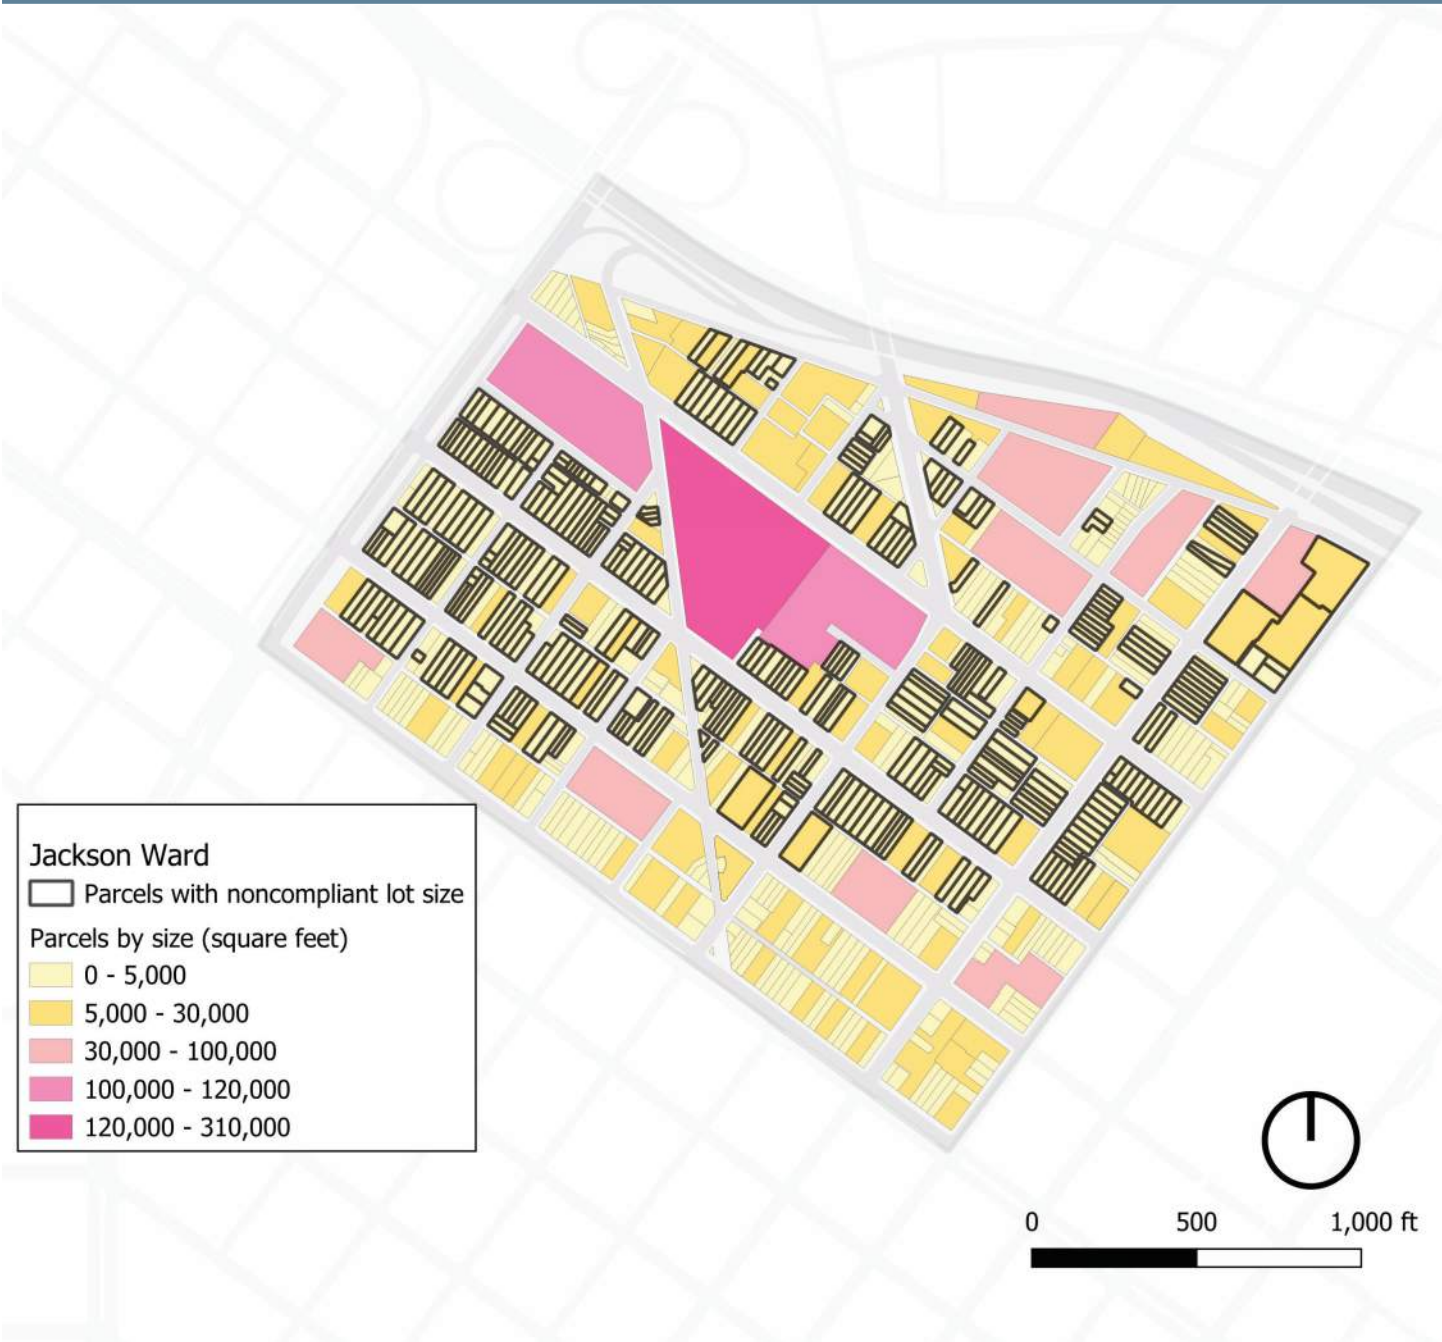 Jackson Ward
Parcels with noncompliant lot size
Parcels by size (square feet)
0 - 5,000
5,000 - 30,000
30,000 - 100,000
100,000 - 120,000
120,000 - 310,000
0 500 1,000 ft